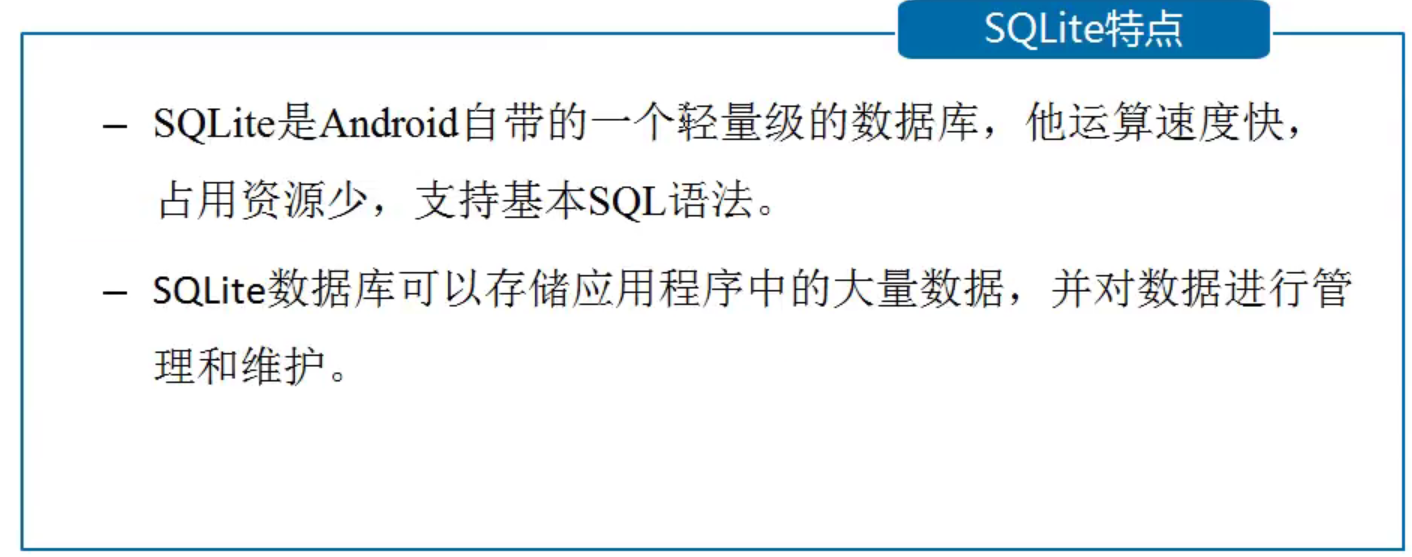 SQLite特点
– SQLite是Android自带的一个轻量级的数据库，他运算速度快，
占用资源少，支持基本SQL语法。
– SQLite数据库可以存储应用程序中的大量数据，并对数据进行管
理和维护。